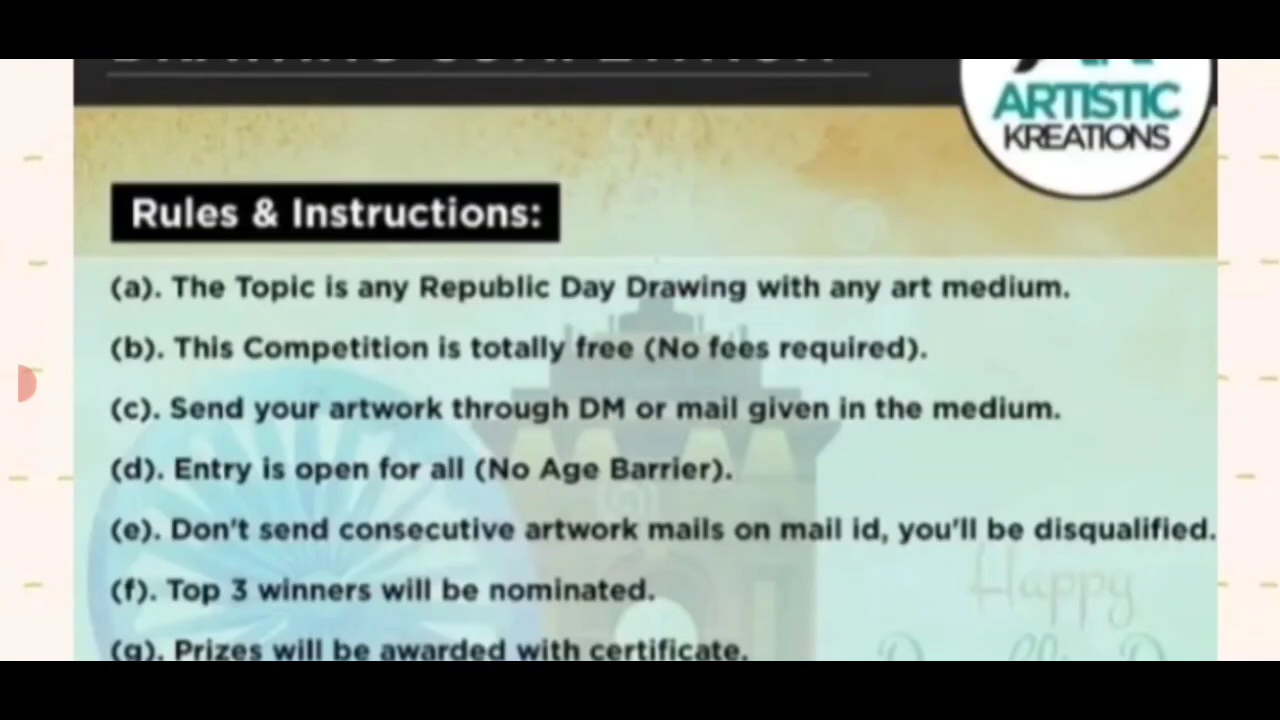 DRAWING COMPETITION
ARTISTIC
KREATIONS
Rules & Instructions:
(a). The Topic is any Republic Day Drawing with any art medium.
(b). This Competition is totally free (No fees required).
(c). Send your artwork through DM or mail given in the medium.
(d). Entry is open for all (No Age Barrier).
(e). Don't send consecutive artwork mails on mail id, you'll be disqualified.
(f). Top 3 winners will be nominated.
(g). Prizes will be awarded with certificate.
Happy